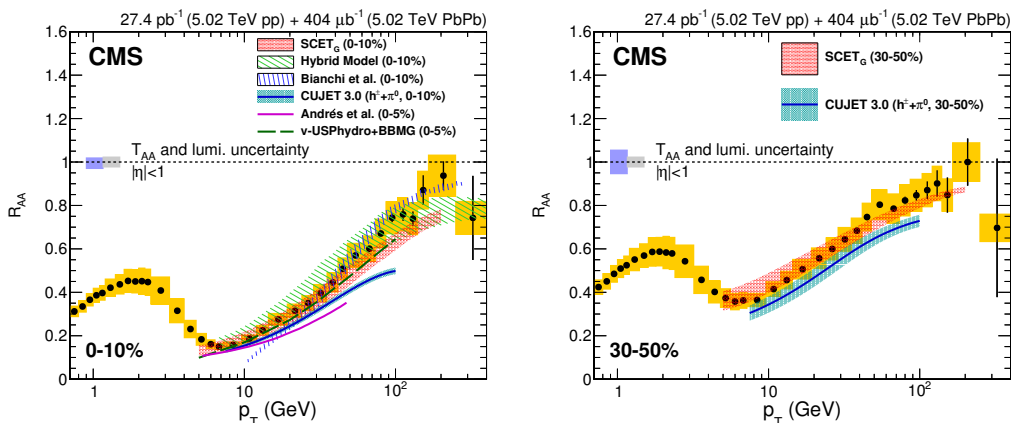 27.4 pb⁻¹ (5.02 TeV pp) + 404 μb⁻¹ (5.02 TeV PbPb)
CMS
SCET_G (0-10%)
Hybrid Model (0-10%)
Bianchi et al. (0-10%)
CUJET 3.0 (h^±+π⁰, 0-10%)
Andrés et al. (0-5%)
v-USPhydro+BBMG (0-5%)
T_AA and lumi. uncertainty
|η|<1
R_AA
1.6
1.4
1.2
1
0.8
0.6
0.4
0.2
0
0-10%
1
10
10²
p_T (GeV)
27.4 pb⁻¹ (5.02 TeV pp) + 404 μb⁻¹ (5.02 TeV PbPb)
CMS
SCET_G (30-50%)
CUJET 3.0 (h^±+π⁰, 30-50%)
T_AA and lumi. uncertainty
|η|<1
R_AA
1.6
1.4
1.2
1
0.8
0.6
0.4
0.2
0
30-50%
1
10
10²
p_T (GeV)